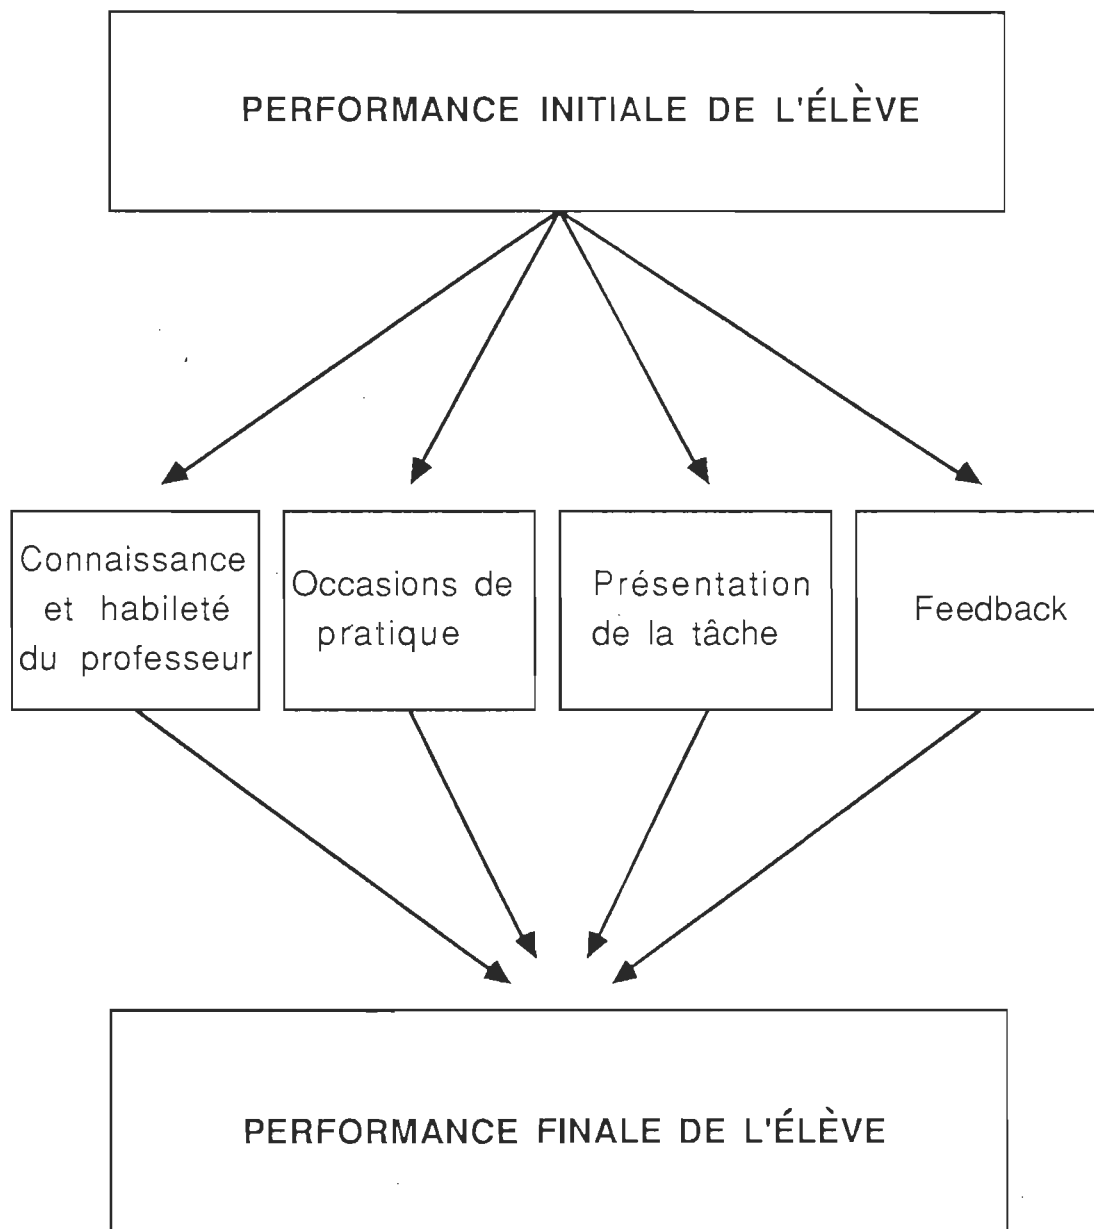 PERFORMANCE INITIALE DE L'ÉLÈVE
Connaissance
et habileté
du professeur
Occasions de
pratique
Présentation
de la tâche
Feedback
PERFORMANCE FINALE DE L'ÉLÈVE